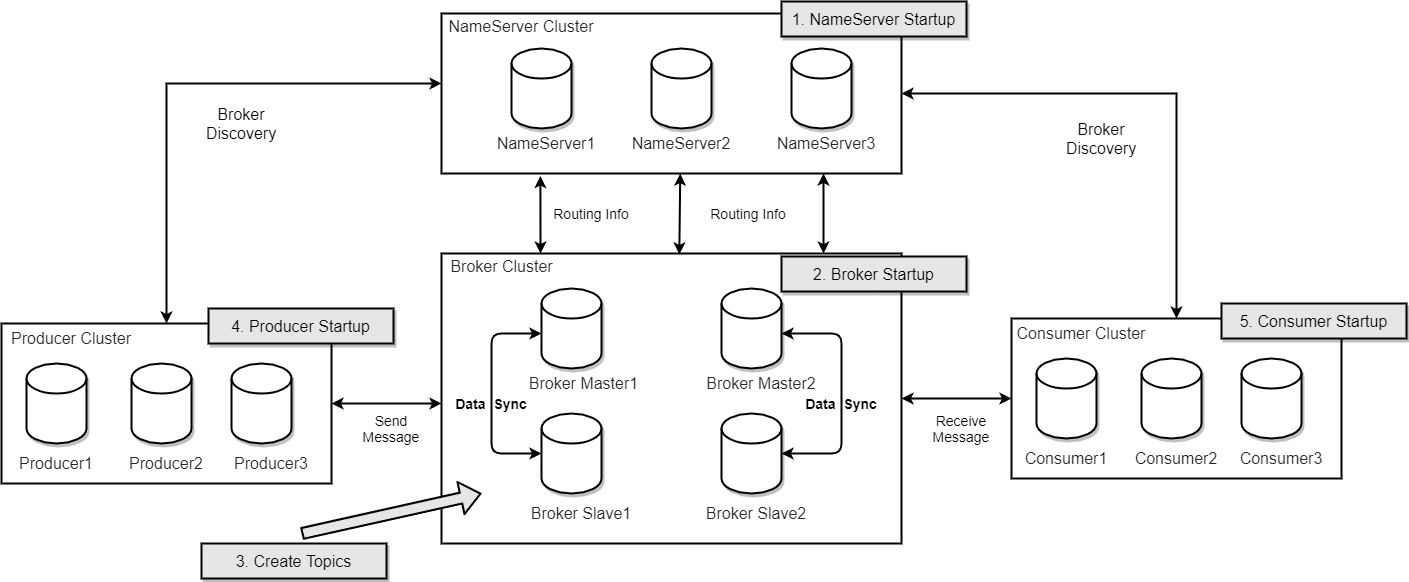 1. NameServer Startup
NameServer Cluster
NameServer1
NameServer2
NameServer3
Broker
Discovery
Broker
Discovery
Routing Info
Routing Info
2. Broker Startup
Broker Cluster
Broker Master1
Broker Master2
Data Sync
Data Sync
Broker Slave1
Broker Slave2
4. Producer Startup
Producer Cluster
Producer1
Producer2
Producer3
Send
Message
5. Consumer Startup
Consumer Cluster
Consumer1
Consumer2
Consumer3
Receive
Message
3. Create Topics